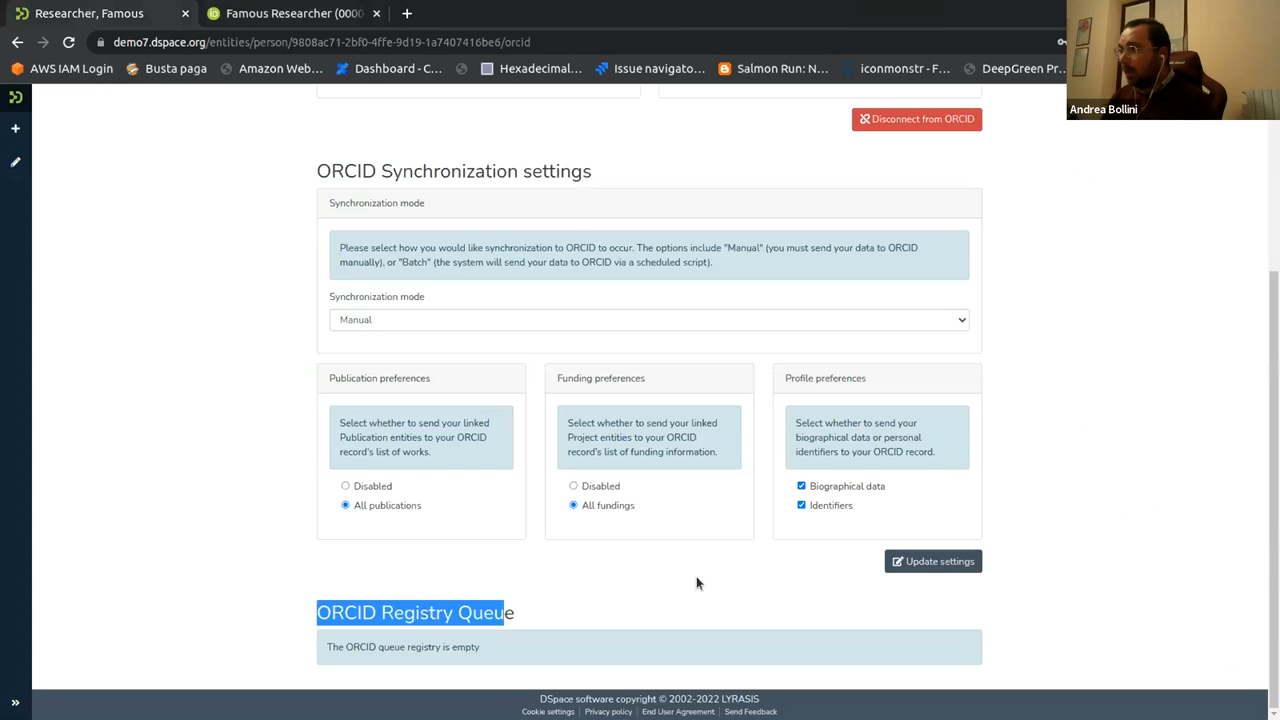 Researcher, Famous
Famous Researcher (0000
demo7.dspace.org/entities/person/9808ac71-2bf0-4ffe-9d19-1a7407416be6/orcid
AWS IAM Login
Busta paga
Amazon Web...
Dashboard - C...
Hexadecimal...
Issue navigato...
Salmon Run: N...
iconmonstr - F...
DeepGreen Pr...
Andrea Bollini
Disconnect from ORCID
ORCID Synchronization settings
Synchronization mode
Please select how you would like synchronization to ORCID to occur. The options include "Manual" (you must send your data to ORCID
manually), or "Batch" (the system will send your data to ORCID via a scheduled script).
Synchronization mode
Manual
Publication preferences
Select whether to send your linked
Publication entities to your ORCID
record's list of works.
Disabled
All publications
Funding preferences
Select whether to send your linked
Project entities to your ORCID
record's list of funding information.
Disabled
All fundings
Profile preferences
Select whether to send your
biographical data or personal
identifiers to your ORCID record.
Biographical data
Identifiers
Update settings
ORCID Registry Queue
The ORCID queue registry is empty
DSpace software copyright © 2002-2022 LYRASIS
Cookie settings
Privacy policy
End User Agreement
Send Feedback